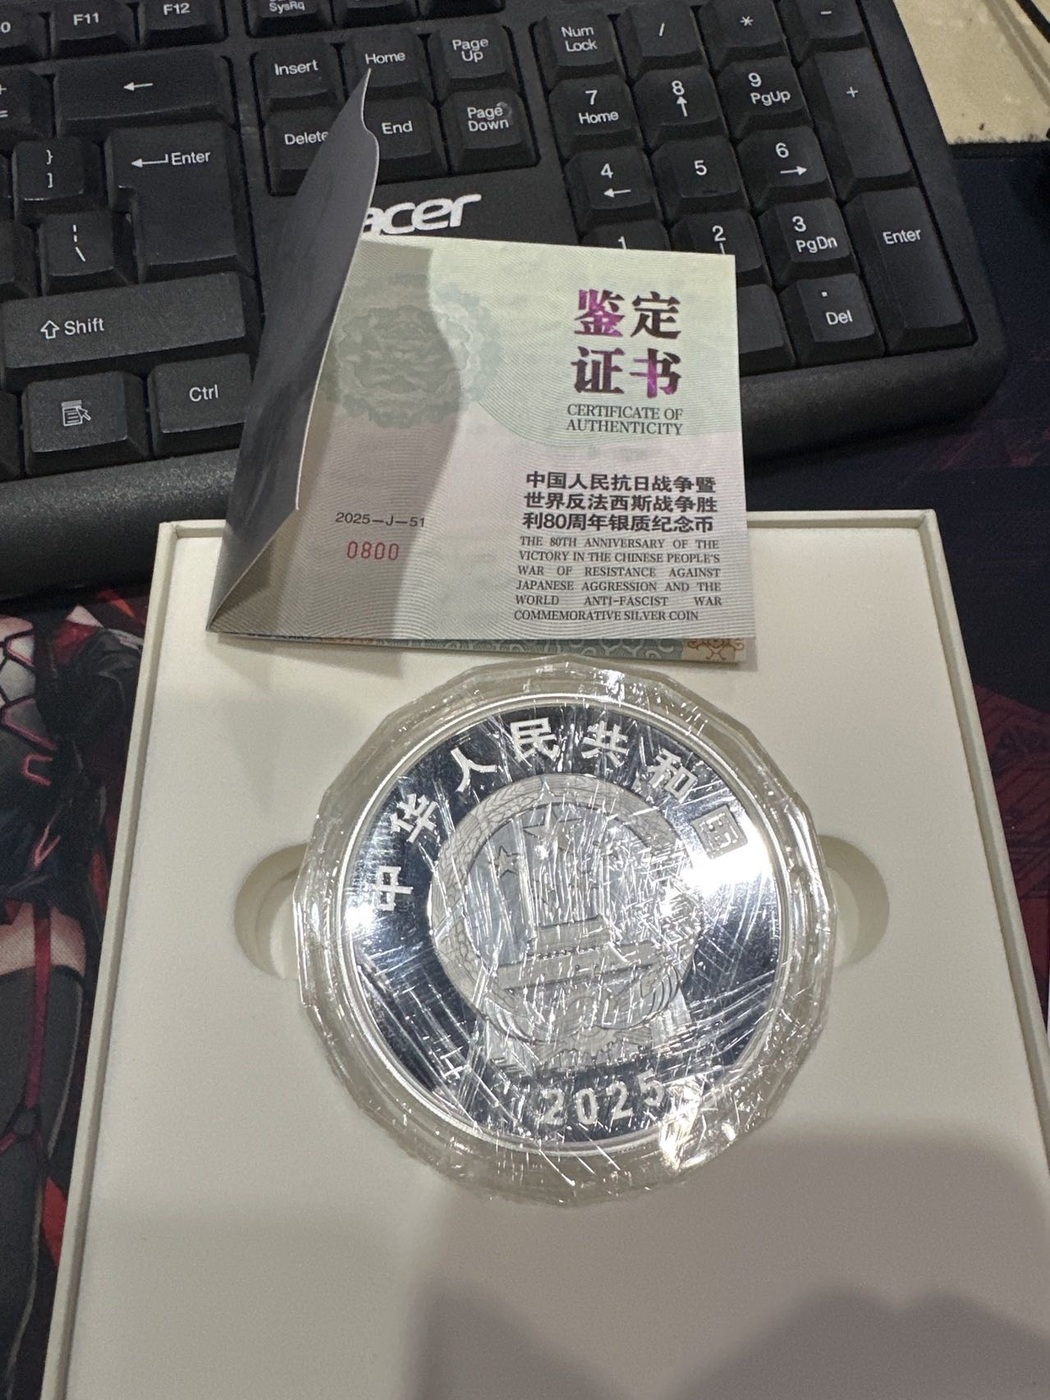 F11
F12
SysRq
Insert
Home
Page Up
Num Lock
/
*
-
Delete
End
Page Down
7 Home
8
9 PgUp
+
}
]
Enter
4
5
6
¦
\
acer
1
2
3 PgDn
Enter
Shift
Del
Ctrl
鉴定
证书
CERTIFICATE OF
AUTHENTICITY
中国人民抗日战争暨
世界反法西斯战争胜
利80周年银质纪念币
THE 80TH ANNIVERSARY OF THE
VICTORY IN THE CHINESE PEOPLE'S
WAR OF RESISTANCE AGAINST
JAPANESE AGGRESSION AND THE
WORLD ANTI-FASCIST WAR
COMMEMORATIVE SILVER COIN
2025—J—51
0800
中华人民共和国
2025